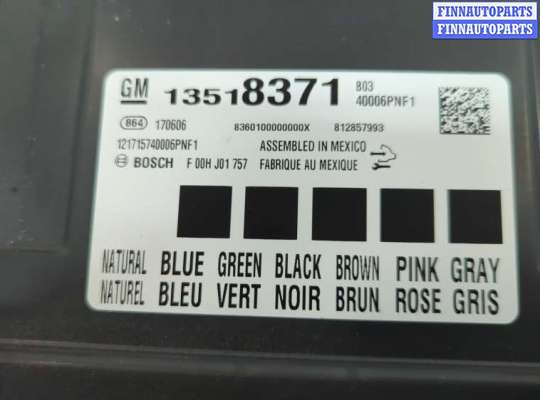 FINNAUTOPARTS
FINNAUTOPARTS
GM 13518371 803
40006PNF1
864 170606 8360100000000X 812857993
121715740006PNF1 ASSEMBLED IN MEXICO
BOSCH F 00H J01 757 FABRIQUE AU MEXIQUE
NATURAL BLUE GREEN BLACK BROWN PINK GRAY
NATUREL BLEU VERT NOIR BRUN ROSE GRIS